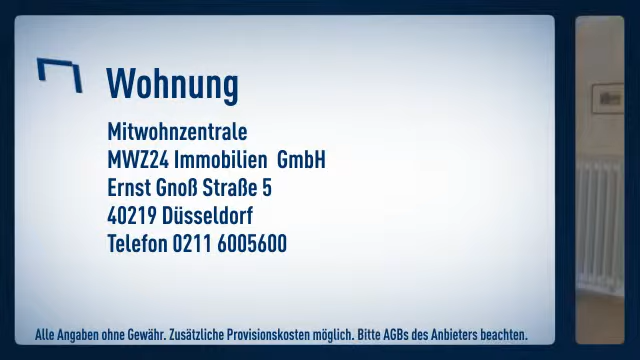 Wohnung
Mitwohnzentrale
MWZ24 Immobilien GmbH
Ernst Gnoß Straße 5
40219 Düsseldorf
Telefon 0211 6005600
Alle Angaben ohne Gewähr. Zusätzliche Provisionskosten möglich. Bitte AGBs des Anbieters beachten.